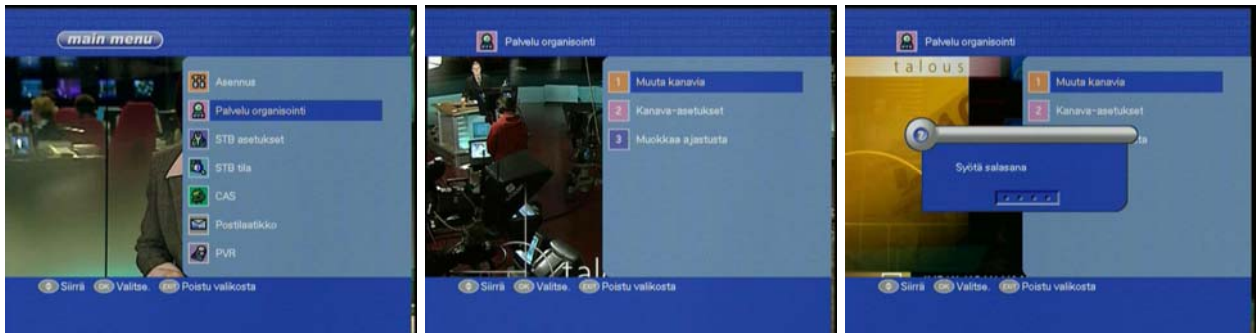 main menu
Asennus
Palvelu organisointi
STB asetukset
STB tila
CAS
Postilaatikko
PVR
Siirrä OK Valitse. EXIT Poistu valikosta
Palvelu organisointi
1 Muuta kanavia
2 Kanava-asetukset
3 Muokkaa ajastusta
tal
Siirrä OK Valitse. EXIT Poistu valikosta
Palvelu organisointi
talous
1 Muuta kanavia
2 Kanava-asetukset
ta
?
Syötä salasana
Siirrä OK Valitse. EXIT Poistu valikosta